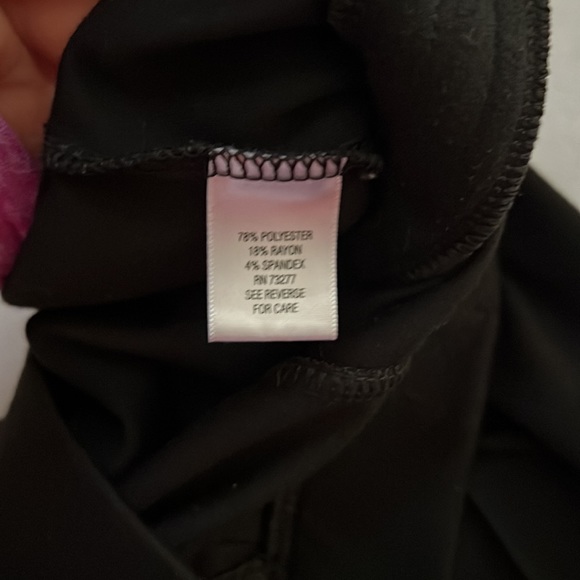 78% POLYESTER
18% RAYON
4% SPANDEX
RN 73277
SEE REVERSE
FOR CARE